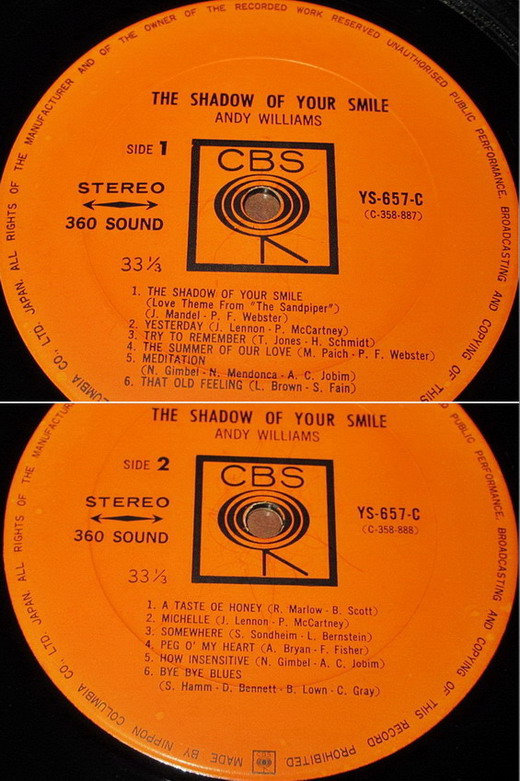 AND OF THE OWNER OF THE RECORDED WORK RESERVED UNAUTHORISED PUBLIC PERFORMANCE, BROADCASTING AND COPYING OF THIS
CO., LTD. JAPAN. ALL RIGHTS OF THE MANUFACTURER
THE SHADOW OF YOUR SMILE
ANDY WILLIAMS
SIDE 1
CBS
STEREO
360 SOUND
YS-657-C
(C-358-887)
33 1/3
1. THE SHADOW OF YOUR SMILE
(Love Theme From "The Sandpiper")
(J. Mandel - P. F. Webster)
2. YESTERDAY (J. Lennon - P. McCartney)
3. TRY TO REMEMBER (T. Jones - H. Schmidt)
4. THE SUMMER OF OUR LOVE (M. Paich - P. F. Webster)
5. MEDITATION
(N. Gimbel - N. Mendonca - A. C. Jobim)
6. THAT OLD FEELING (L. Brown - S. Fain)
THE SHADOW OF YOUR SMILE
ANDY WILLIAMS
SIDE 2
CBS
STEREO
360 SOUND
YS-657-C
(C-358-888)
33 1/3
1. A TASTE OE HONEY (R. Marlow - B. Scott)
2. MICHELLE (J. Lennon - P. McCartney)
3. SOMEWHERE (S. Sondheim - L. Bernstein)
4. PEG O' MY HEART (A. Bryan - F. Fisher)
5. HOW INSENSITIVE (N. Gimbel - A. C. Jobim)
6. BYE BYE BLUES
(S. Hamm - D. Bennett - B. Lown - C. Gray)
PUBLIC PERFORMANCE, BROADCASTING AND COPYING OF THIS RECORD PROHIBITED
CBS
MADE BY NIPPON COLUMBIA CO., LTD. JAPAN. ALL RIGHTS OF THE